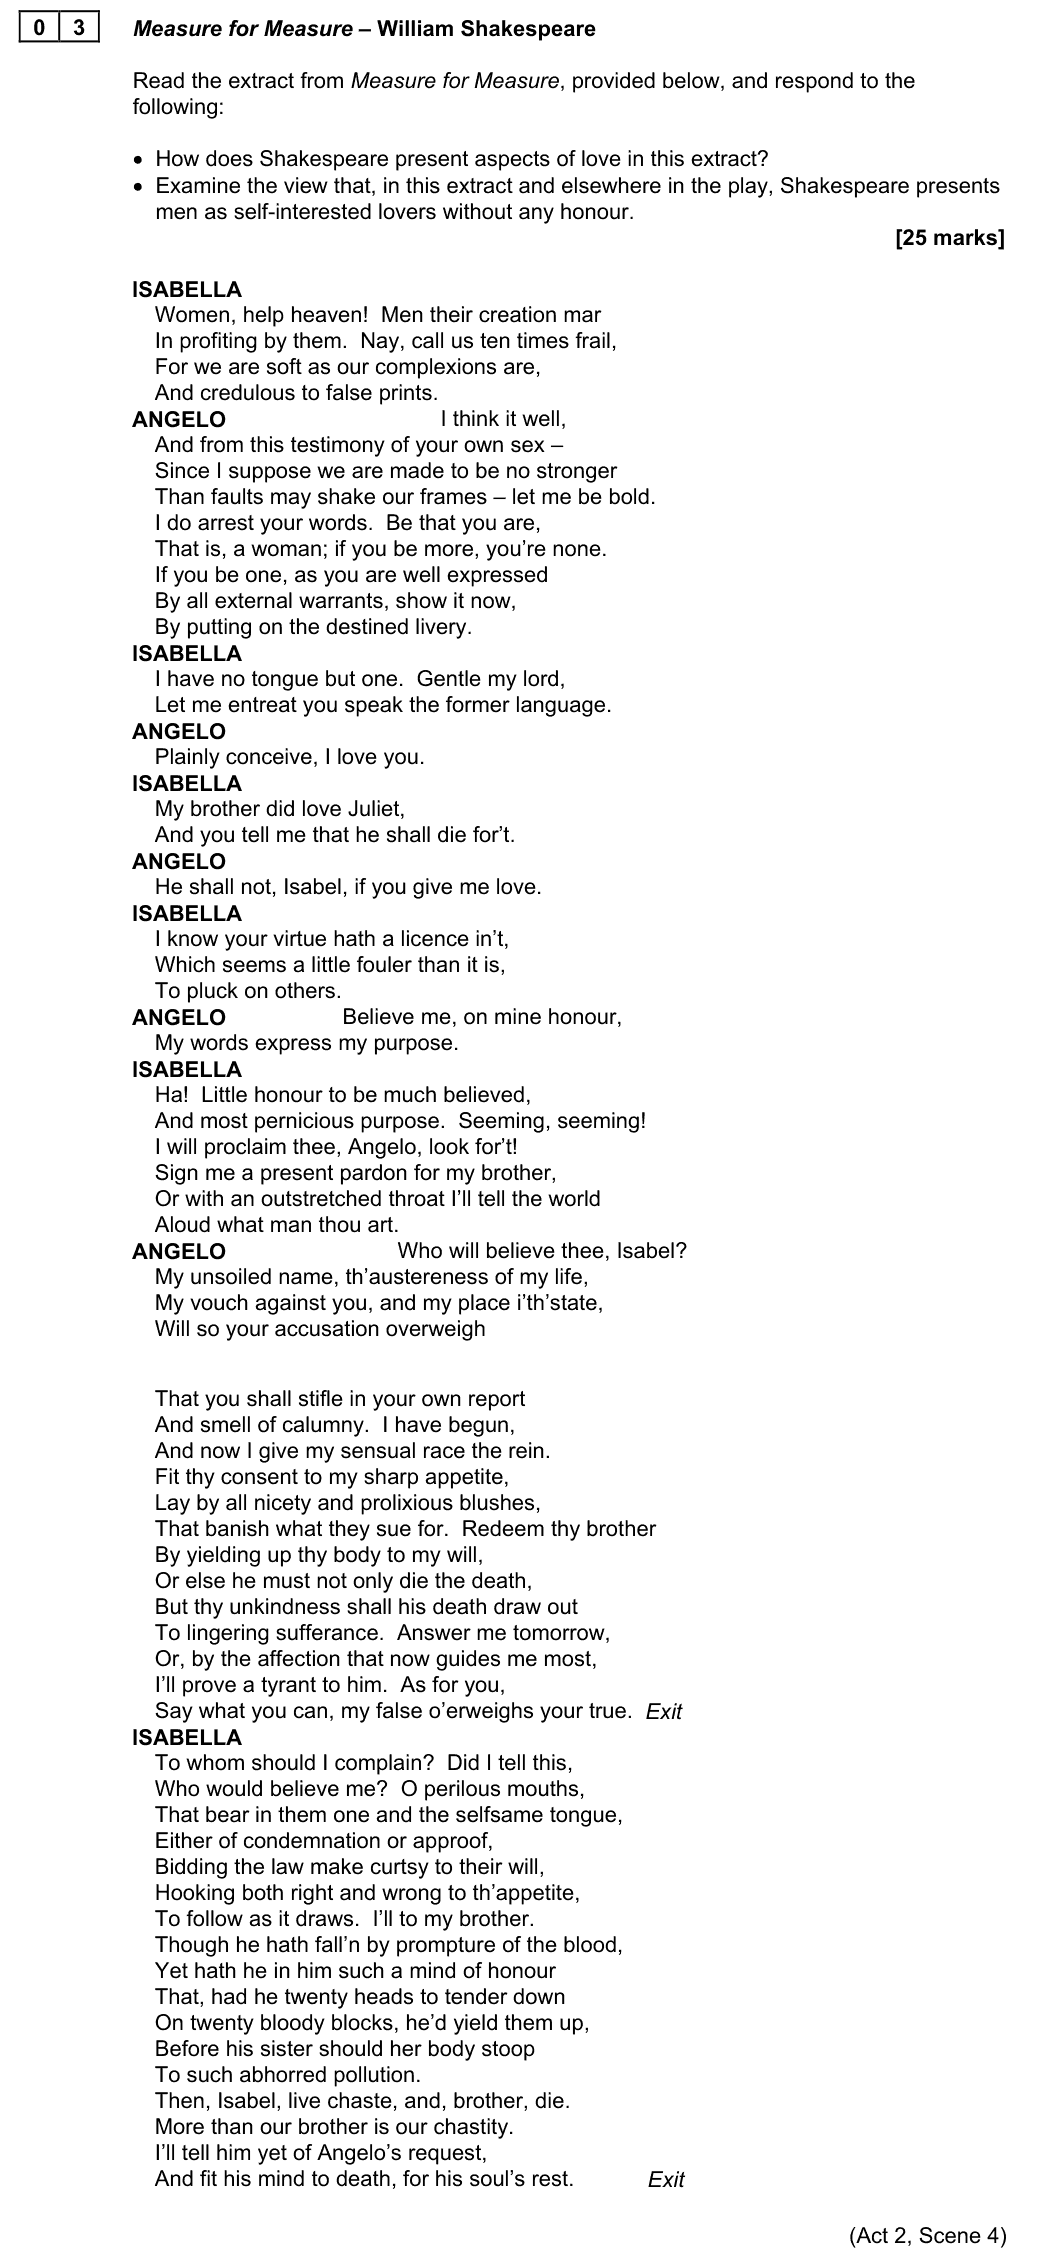 0 3 Measure for Measure – William Shakespeare
Read the extract from Measure for Measure, provided below, and respond to the
following:
• How does Shakespeare present aspects of love in this extract?
• Examine the view that, in this extract and elsewhere in the play, Shakespeare presents
men as self-interested lovers without any honour.
[25 marks]
ISABELLA
Women, help heaven! Men their creation mar
In profiting by them. Nay, call us ten times frail,
For we are soft as our complexions are,
And credulous to false prints.
ANGELO I think it well,
And from this testimony of your own sex –
Since I suppose we are made to be no stronger
Than faults may shake our frames – let me be bold.
I do arrest your words. Be that you are,
That is, a woman; if you be more, you're none.
If you be one, as you are well expressed
By all external warrants, show it now,
By putting on the destined livery.
ISABELLA
I have no tongue but one. Gentle my lord,
Let me entreat you speak the former language.
ANGELO
Plainly conceive, I love you.
ISABELLA
My brother did love Juliet,
And you tell me that he shall die for't.
ANGELO
He shall not, Isabel, if you give me love.
ISABELLA
I know your virtue hath a licence in't,
Which seems a little fouler than it is,
To pluck on others.
ANGELO Believe me, on mine honour,
My words express my purpose.
ISABELLA
Ha! Little honour to be much believed,
And most pernicious purpose. Seeming, seeming!
I will proclaim thee, Angelo, look for't!
Sign me a present pardon for my brother,
Or with an outstretched throat I'll tell the world
Aloud what man thou art.
ANGELO Who will believe thee, Isabel?
My unsoiled name, th'austereness of my life,
My vouch against you, and my place i'th'state,
Will so your accusation overweigh
That you shall stifle in your own report
And smell of calumny. I have begun,
And now I give my sensual race the rein.
Fit thy consent to my sharp appetite,
Lay by all nicety and prolixious blushes,
That banish what they sue for. Redeem thy brother
By yielding up thy body to my will,
Or else he must not only die the death,
But thy unkindness shall his death draw out
To lingering sufferance. Answer me tomorrow,
Or, by the affection that now guides me most,
I'll prove a tyrant to him. As for you,
Say what you can, my false o'erweighs your true. Exit
ISABELLA
To whom should I complain? Did I tell this,
Who would believe me? O perilous mouths,
That bear in them one and the selfsame tongue,
Either of condemnation or approof,
Bidding the law make curtsy to their will,
Hooking both right and wrong to th'appetite,
To follow as it draws. I'll to my brother.
Though he hath fall'n by prompture of the blood,
Yet hath he in him such a mind of honour
That, had he twenty heads to tender down
On twenty bloody blocks, he'd yield them up,
Before his sister should her body stoop
To such abhorred pollution.
Then, Isabel, live chaste, and, brother, die.
More than our brother is our chastity.
I'll tell him yet of Angelo's request,
And fit his mind to death, for his soul's rest. Exit
(Act 2, Scene 4)